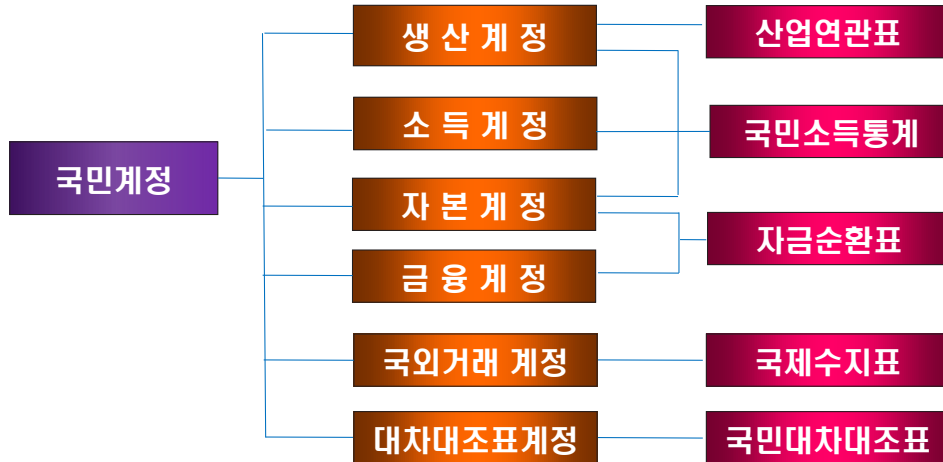 국민계정
생 산 계 정
소 득 계 정
자 본 계 정
금 융 계 정
국외거래 계정
대차대조표계정
산업연관표
국민소득통계
자금순환표
국제수지표
국민대차대조표